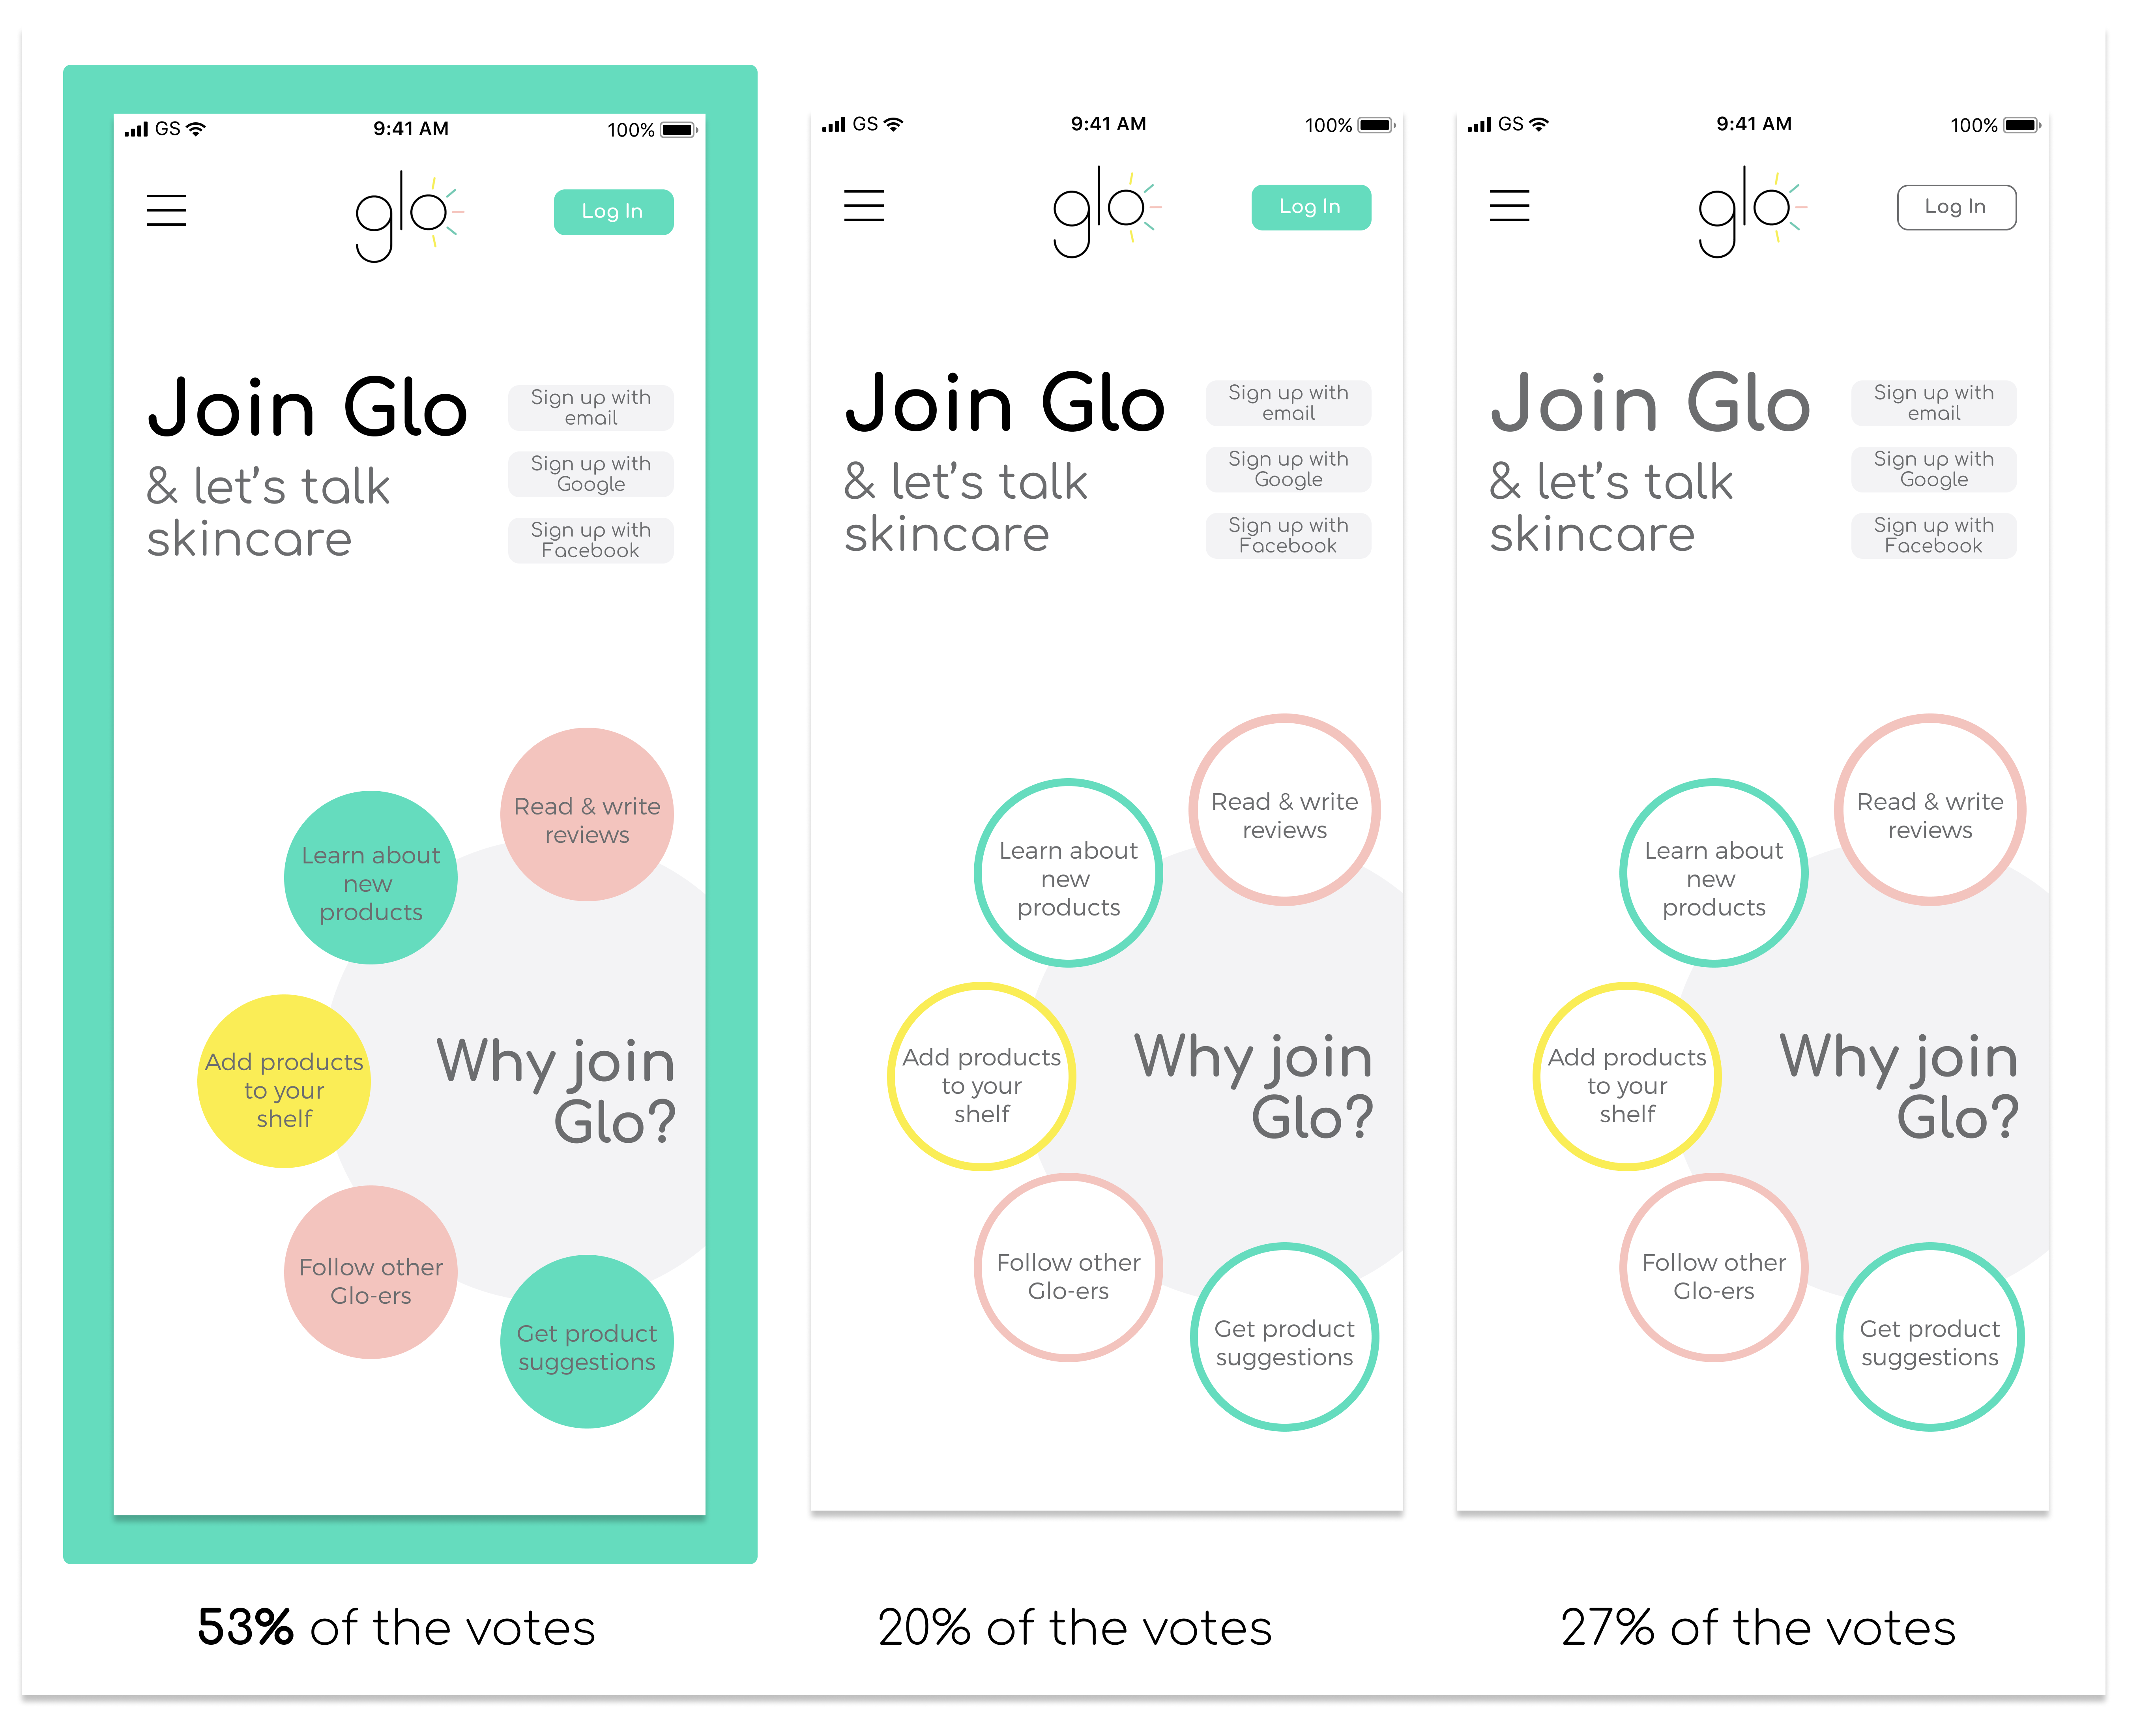 GS 9:41 AM 100%
glo
Log In
Join Glo
& let's talk
skincare
Sign up with
email
Sign up with
Google
Sign up with
Facebook
Read & write
reviews
Learn about
new
products
Add products
to your
shelf
Why join
Glo?
Follow other
Glo-ers
Get product
suggestions
53% of the votes
GS 9:41 AM 100%
glo
Log In
Join Glo
& let's talk
skincare
Sign up with
email
Sign up with
Google
Sign up with
Facebook
Read & write
reviews
Learn about
new
products
Add products
to your
shelf
Why join
Glo?
Follow other
Glo-ers
Get product
suggestions
20% of the votes
GS 9:41 AM 100%
glo
Log In
Join Glo
& let's talk
skincare
Sign up with
email
Sign up with
Google
Sign up with
Facebook
Read & write
reviews
Learn about
new
products
Add products
to your
shelf
Why join
Glo?
Follow other
Glo-ers
Get product
suggestions
27% of the votes